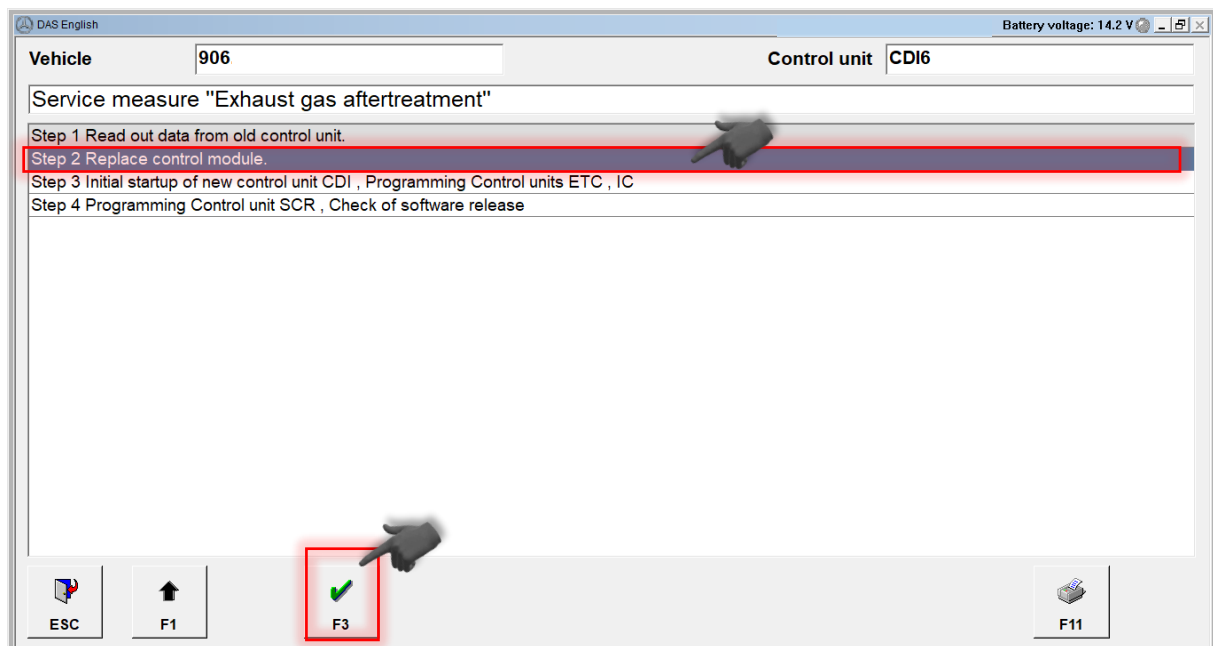 DAS English Battery voltage: 14.2 V
Vehicle 906 Control unit CDI6
Service measure "Exhaust gas aftertreatment"
Step 1 Read out data from old control unit.
Step 2 Replace control module.
Step 3 Initial startup of new control unit CDI , Programming Control units ETC , IC
Step 4 Programming Control unit SCR , Check of software release
ESC F1 F3 F11